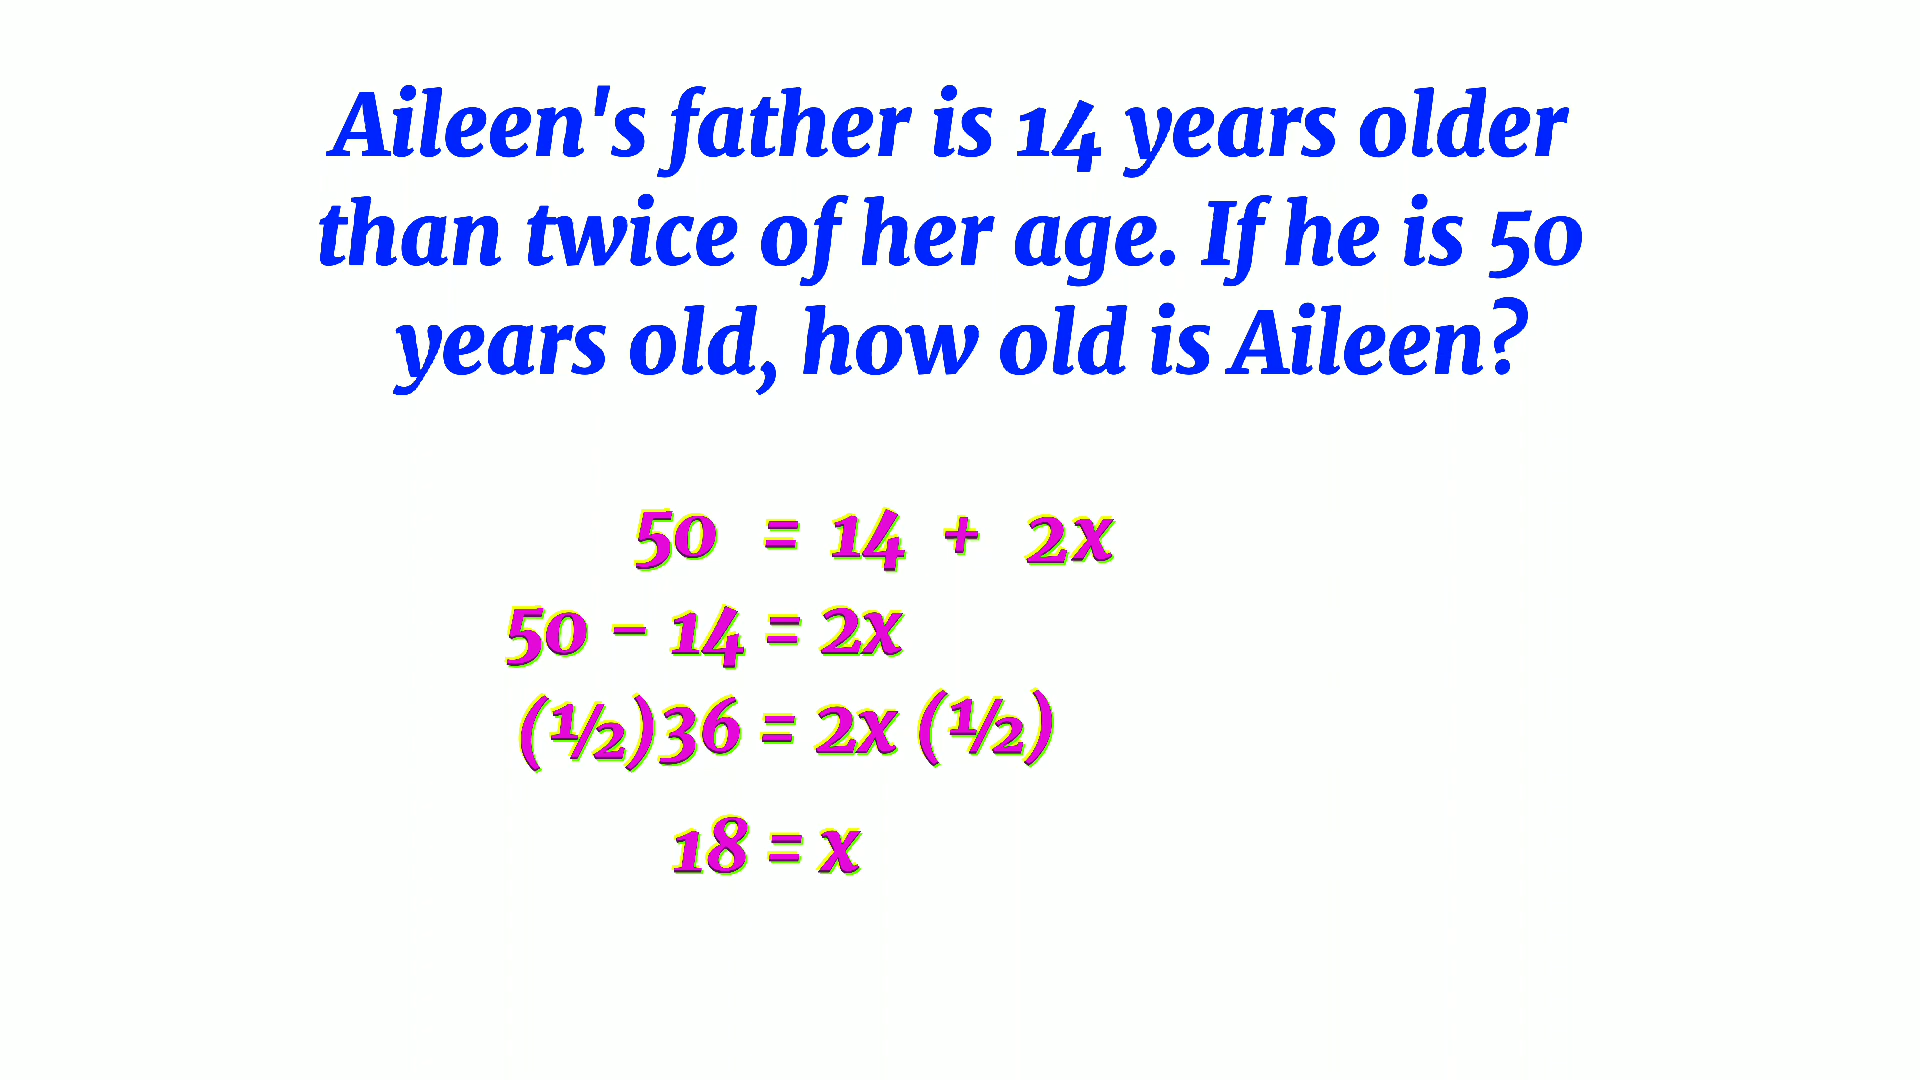 Aileen's father is 14 years older
than twice of her age. If he is 50
years old, how old is Aileen?
50 = 14 + 2x
50 − 14 = 2x
(½)36 = 2x (½)
18 = x